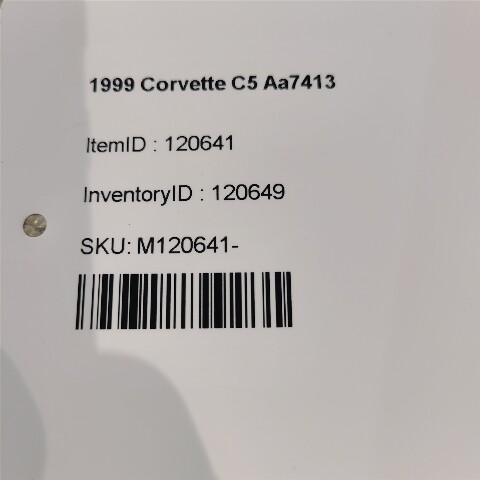 1999 Corvette C5 Aa7413
ItemID : 120641
InventoryID : 120649
SKU: M120641-